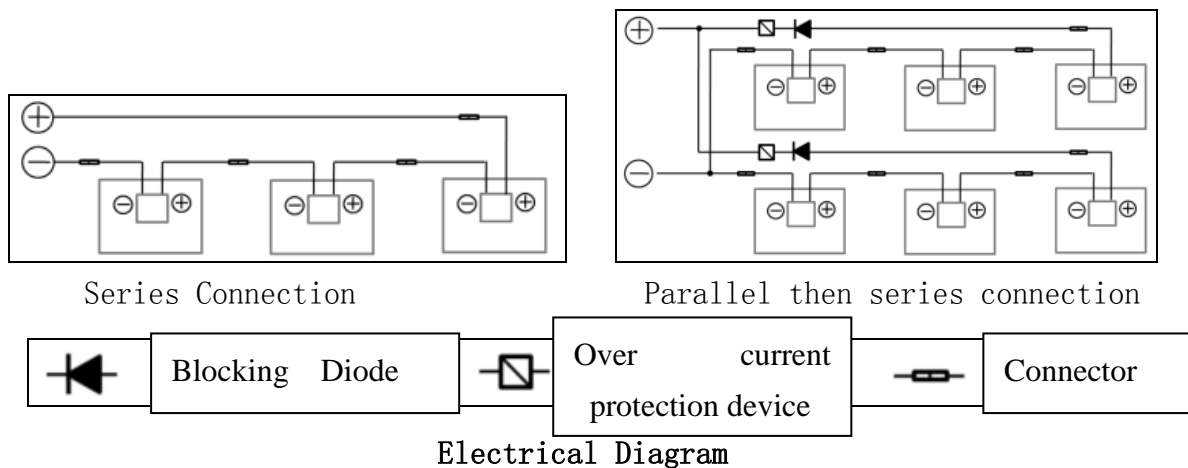 Series Connection
Parallel then series connection
Blocking Diode
Over current
protection device
Connector
Electrical Diagram